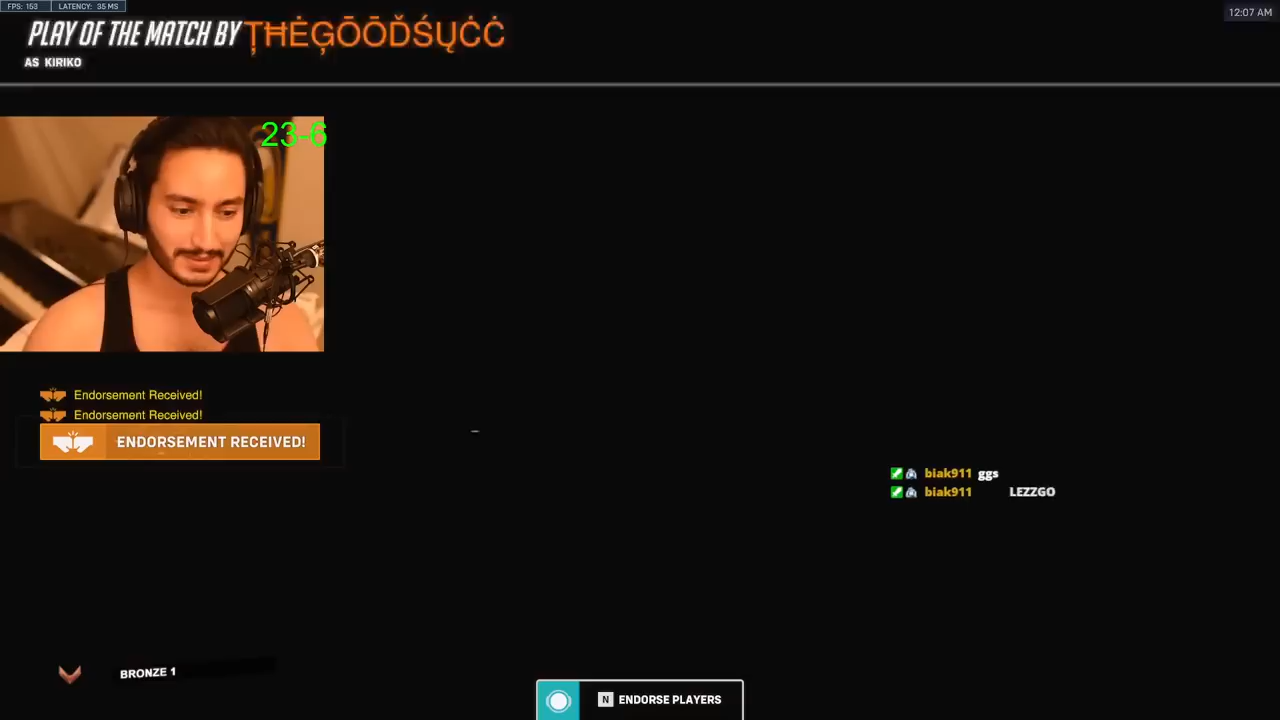 FPS: 153 LATENCY: 35 MS
12:07 AM
PLAY OF THE MATCH BY ȚĦĖĢŌŌĎŚŲĊĊ
AS KIRIKO
23-6
Endorsement Received!
Endorsement Received!
ENDORSEMENT RECEIVED!
biak911 ggs
biak911 LEZZGO
BRONZE 1
N ENDORSE PLAYERS